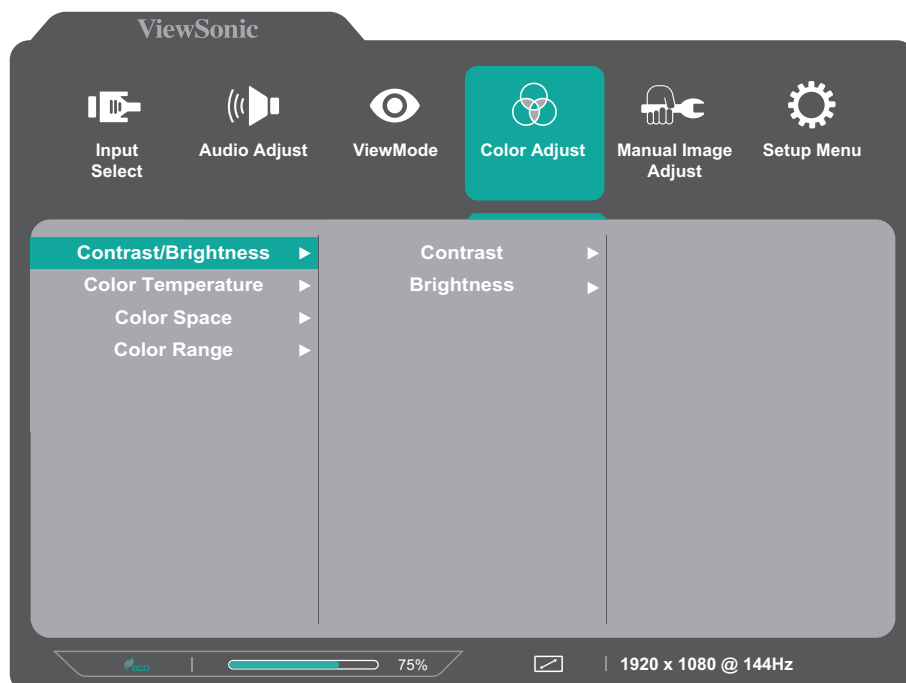 ViewSonic
Input
Select
Audio Adjust
ViewMode
Color Adjust
Manual Image
Adjust
Setup Menu
Contrast/Brightness ▶
Color Temperature ▶
Color Space ▶
Color Range ▶
Contrast ▶
Brightness ▶
ECO
75%
1920 x 1080 @ 144Hz